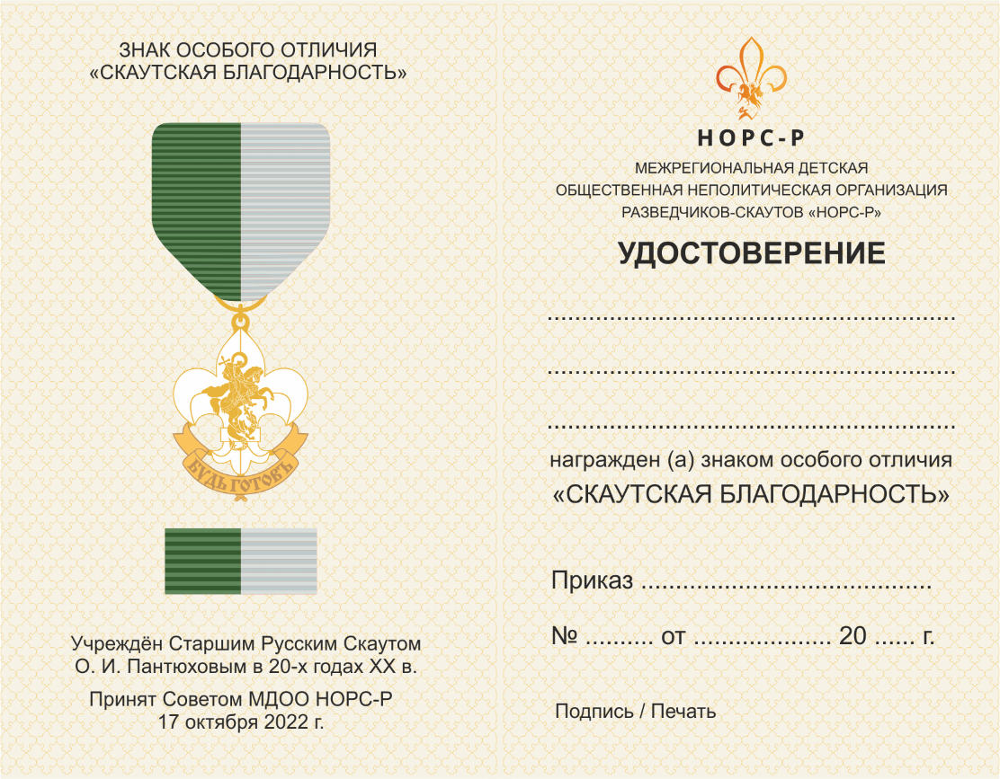 ЗНАК ОСОБОГО ОТЛИЧИЯ
«СКАУТСКАЯ БЛАГОДАРНОСТЬ»
БУДЬ ГОТОВЪ
Учреждён Старшим Русским Скаутом
О. И. Пантюховым в 20-х годах XX в.
Принят Советом МДОО НОРС-Р
17 октября 2022 г.
НОРС-Р
МЕЖРЕГИОНАЛЬНАЯ ДЕТСКАЯ
ОБЩЕСТВЕННАЯ НЕПОЛИТИЧЕСКАЯ ОРГАНИЗАЦИЯ
РАЗВЕДЧИКОВ-СКАУТОВ «НОРС-Р»
УДОСТОВЕРЕНИЕ
...........................................................
...........................................................
...........................................................
награжден (а) знаком особого отличия
«СКАУТСКАЯ БЛАГОДАРНОСТЬ»
Приказ ..........................................
№ .......... от .................... 20 ...... г.
Подпись / Печать